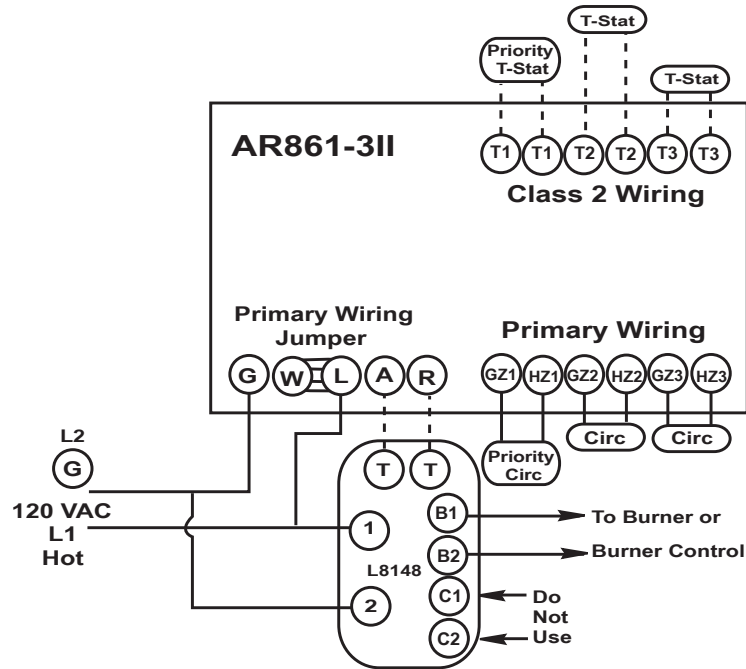 T-Stat
Priority
T-Stat
T-Stat
AR861-3II
T1 T1 T2 T2 T3 T3
Class 2 Wiring
Primary Wiring
Jumper
Primary Wiring
G W L A R
GZ1 HZ1 GZ2 HZ2 GZ3 HZ3
Priority
Circ
Circ
Circ
L2
G
120 VAC
L1
Hot
T T
1
2
L8148
B1
B2
C1
C2
To Burner or
Burner Control
Do
Not
Use